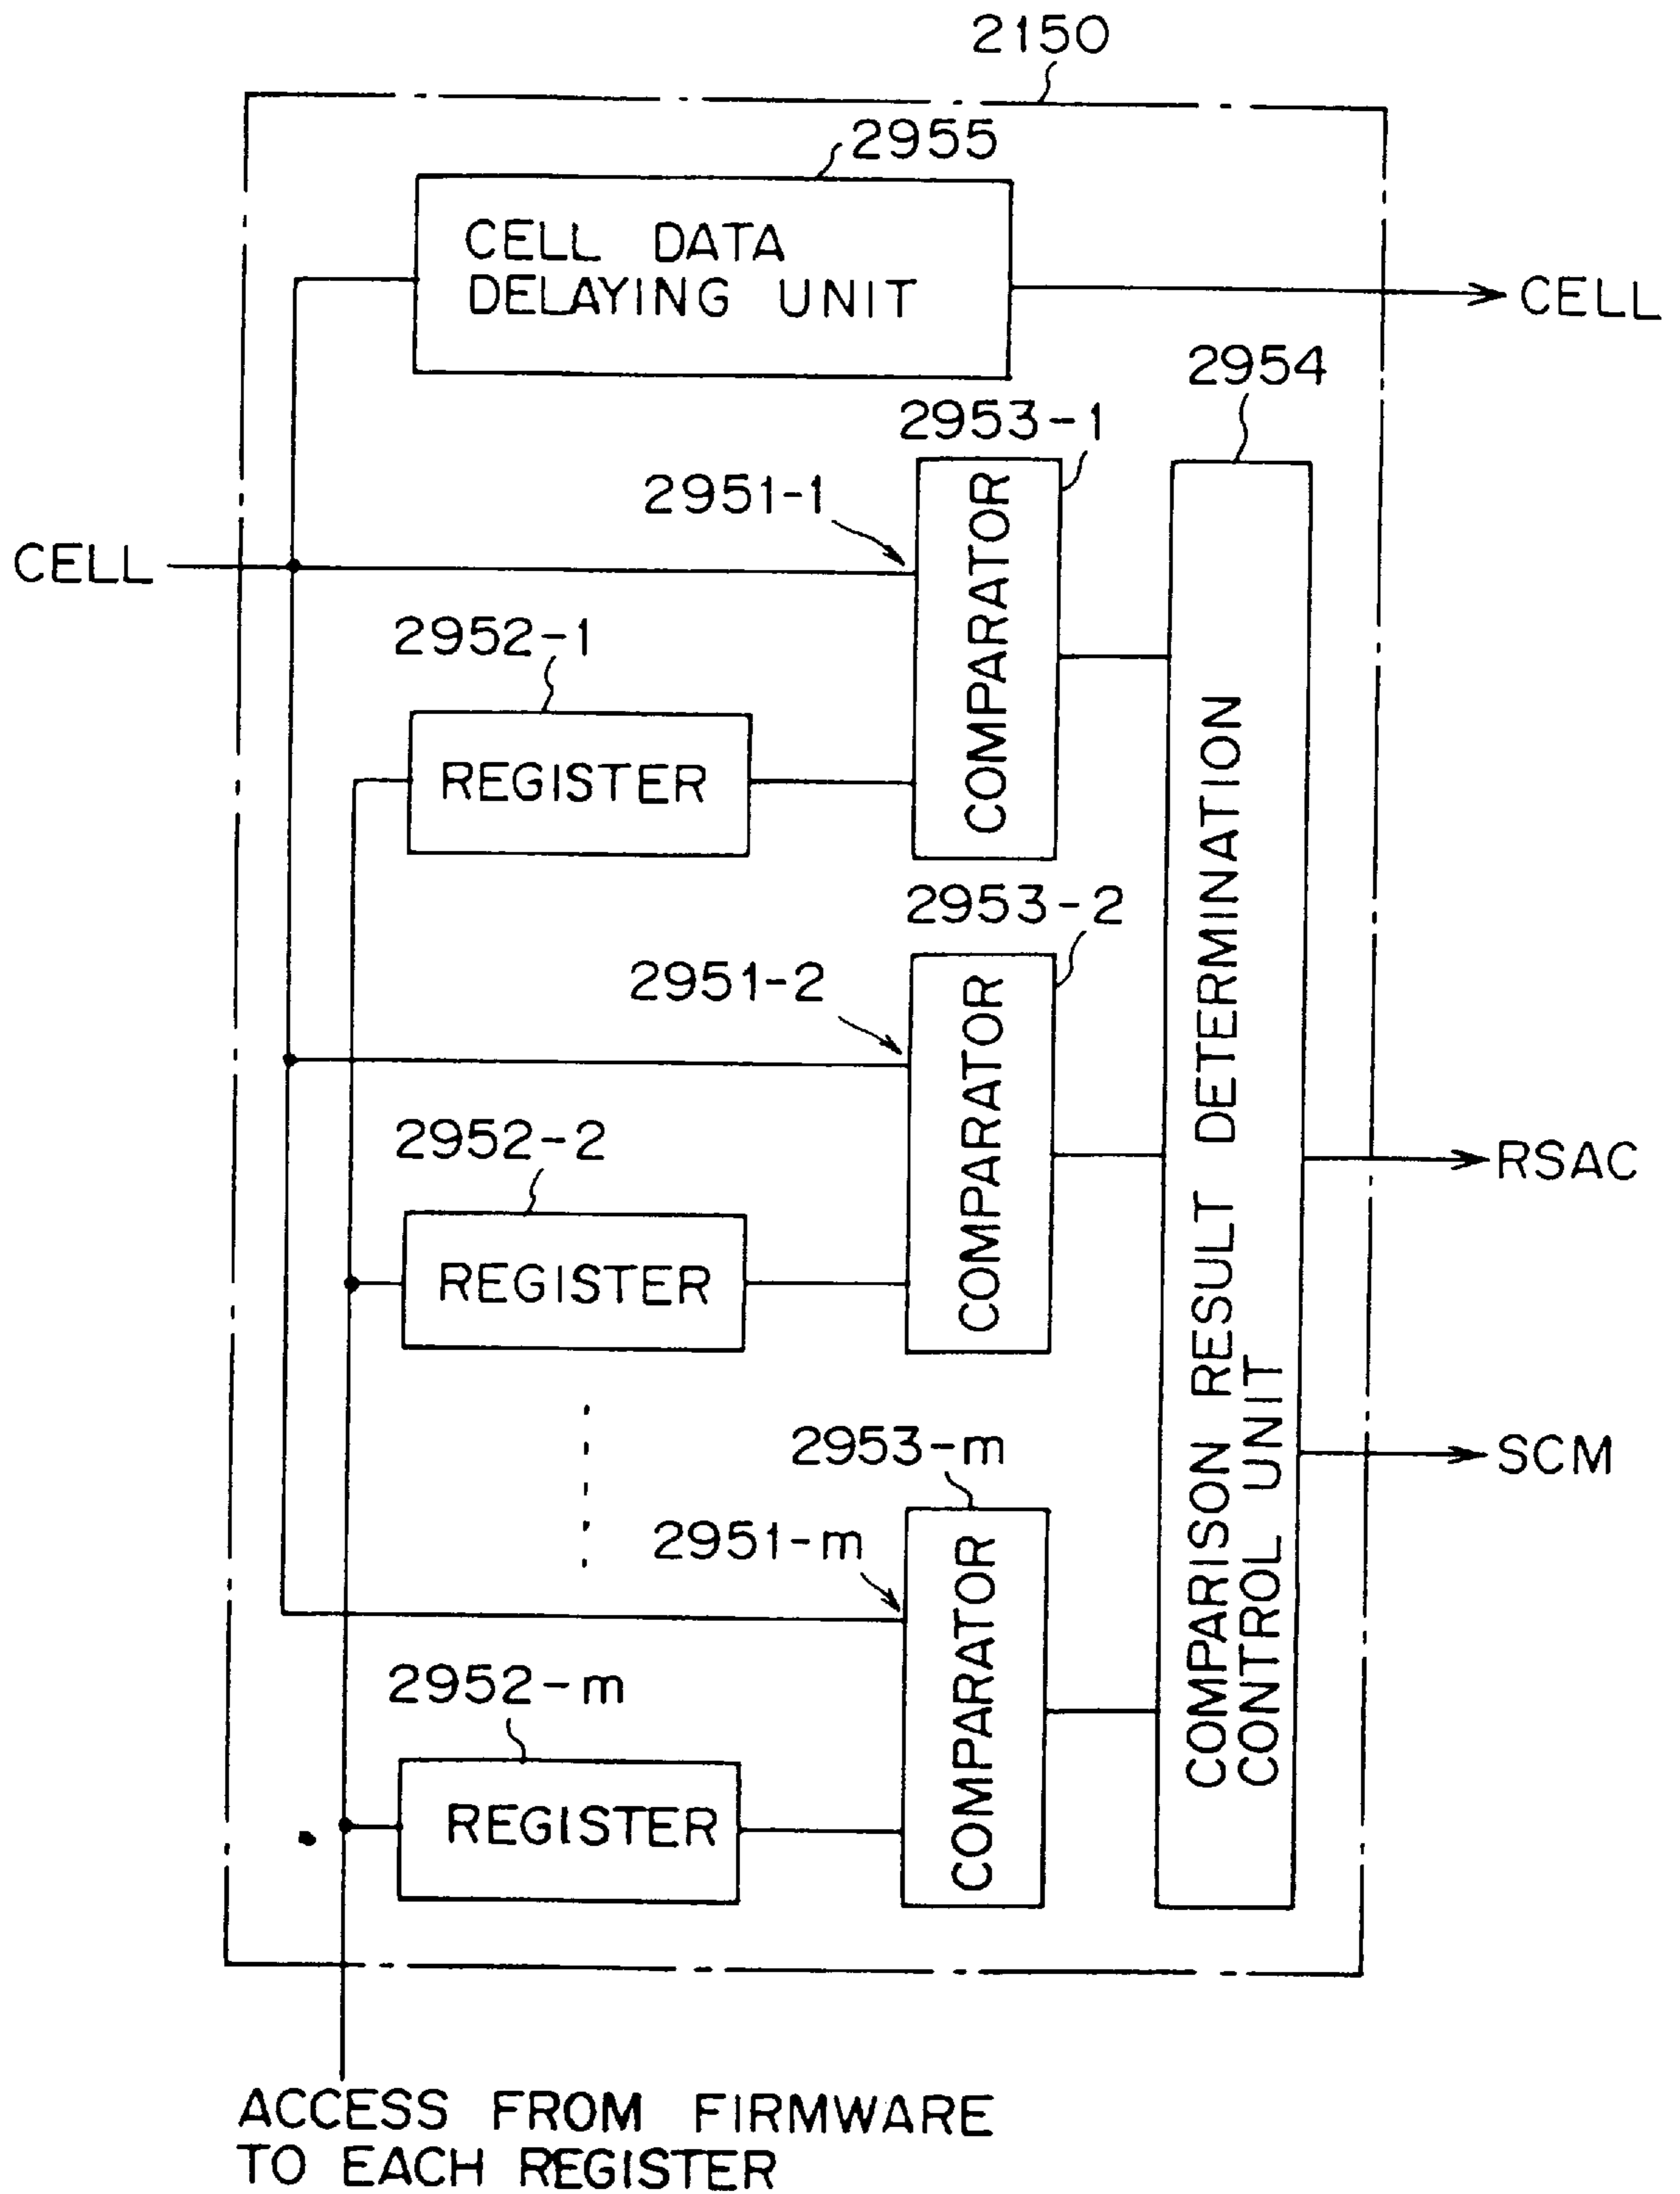 2150
2955
CELL DATA
DELAYING UNIT
CELL
2954
2953-1
2951-1
COMPARATOR
CELL
2952-1
REGISTER
COMPARISON RESULT DETERMINATION
CONTROL UNIT
2953-2
2951-2
COMPARATOR
2952-2
RSAC
REGISTER
2953-m
SCM
2951-m
COMPARATOR
2952-m
REGISTER
ACCESS FROM FIRMWARE
TO EACH REGISTER